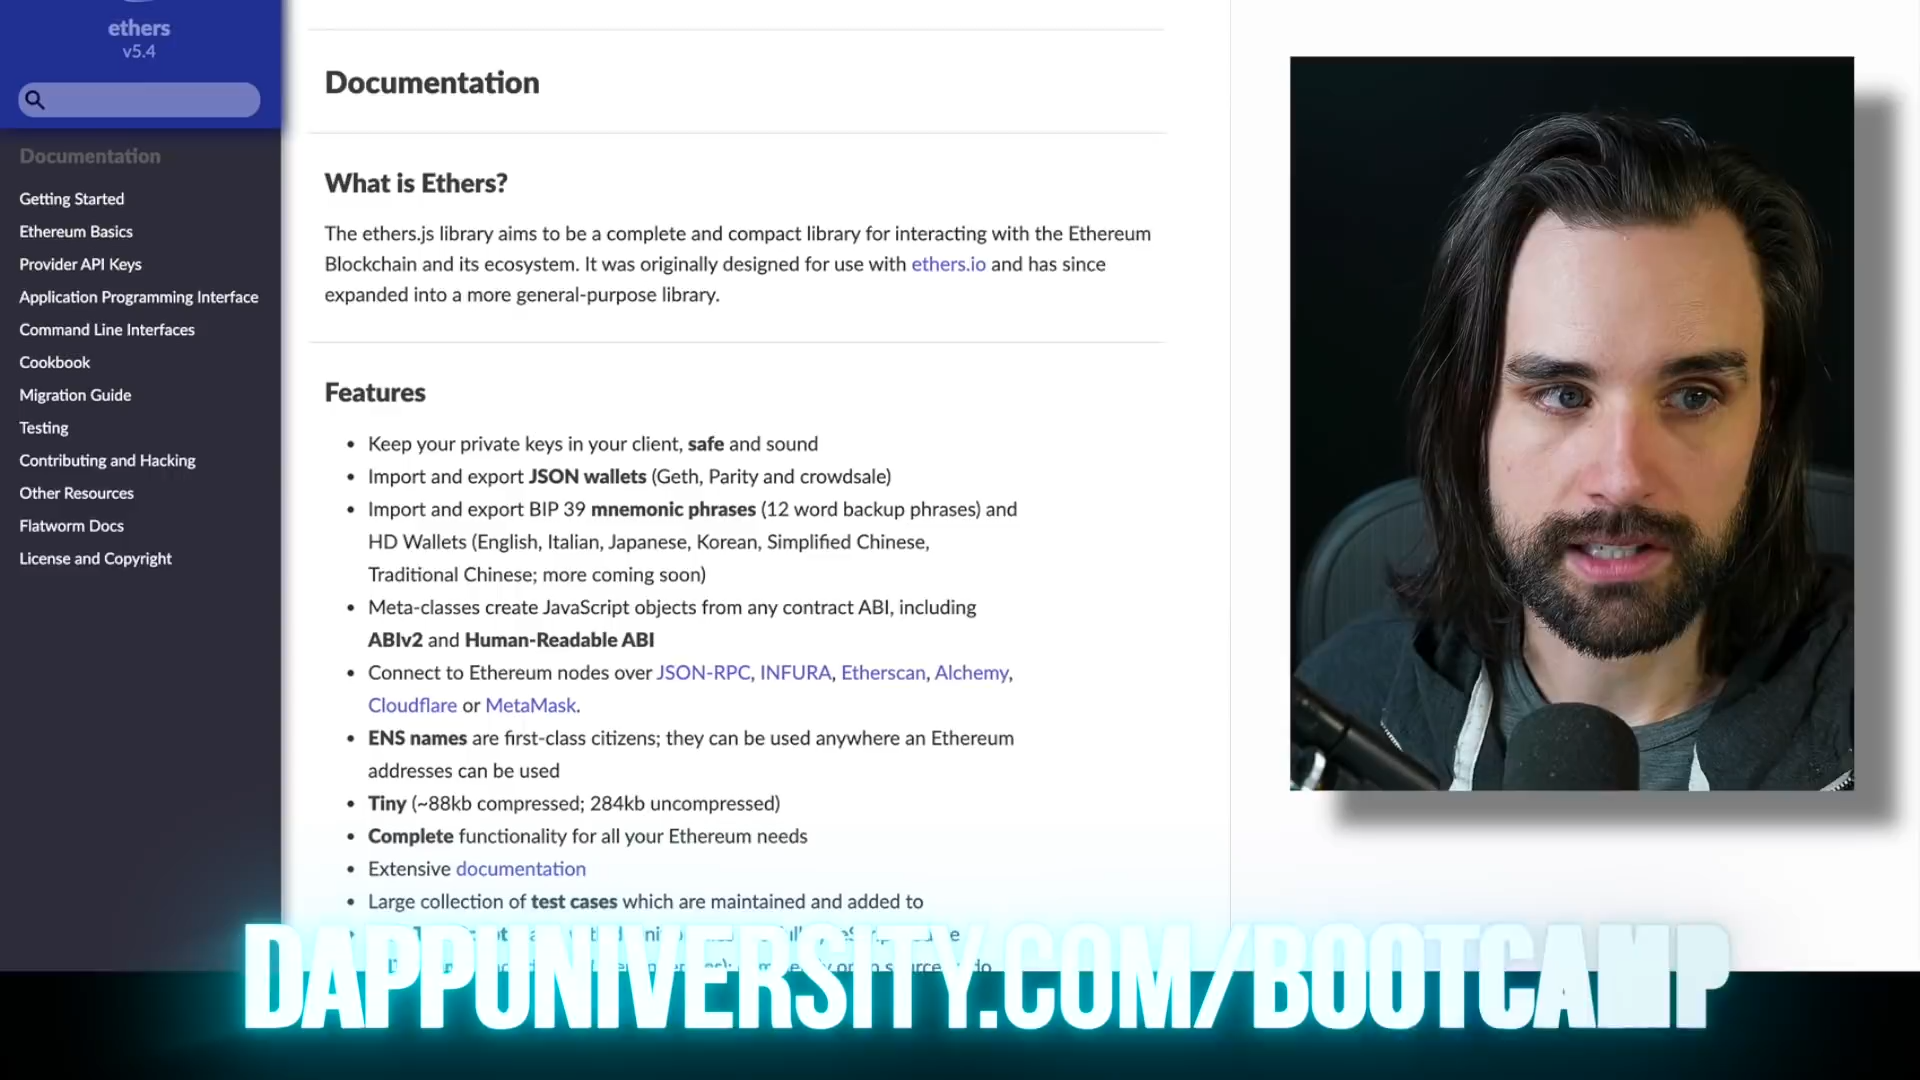 ethers
v5.4
Documentation
Getting Started
Ethereum Basics
Provider API Keys
Application Programming Interface
Command Line Interfaces
Cookbook
Migration Guide
Testing
Contributing and Hacking
Other Resources
Flatworm Docs
License and Copyright
Documentation
What is Ethers?
The ethers.js library aims to be a complete and compact library for interacting with the Ethereum
Blockchain and its ecosystem. It was originally designed for use with ethers.io and has since
expanded into a more general-purpose library.
Features
• Keep your private keys in your client, safe and sound
• Import and export JSON wallets (Geth, Parity and crowdsale)
• Import and export BIP 39 mnemonic phrases (12 word backup phrases) and
HD Wallets (English, Italian, Japanese, Korean, Simplified Chinese,
Traditional Chinese; more coming soon)
• Meta-classes create JavaScript objects from any contract ABI, including
ABIv2 and Human-Readable ABI
• Connect to Ethereum nodes over JSON-RPC, INFURA, Etherscan, Alchemy,
Cloudflare or MetaMask.
• ENS names are first-class citizens; they can be used anywhere an Ethereum
addresses can be used
• Tiny (~88kb compressed; 284kb uncompressed)
• Complete functionality for all your Ethereum needs
• Extensive documentation
• Large collection of test cases which are maintained and added to
DAPPUNIVERSITY.COM/BOOTCAMP